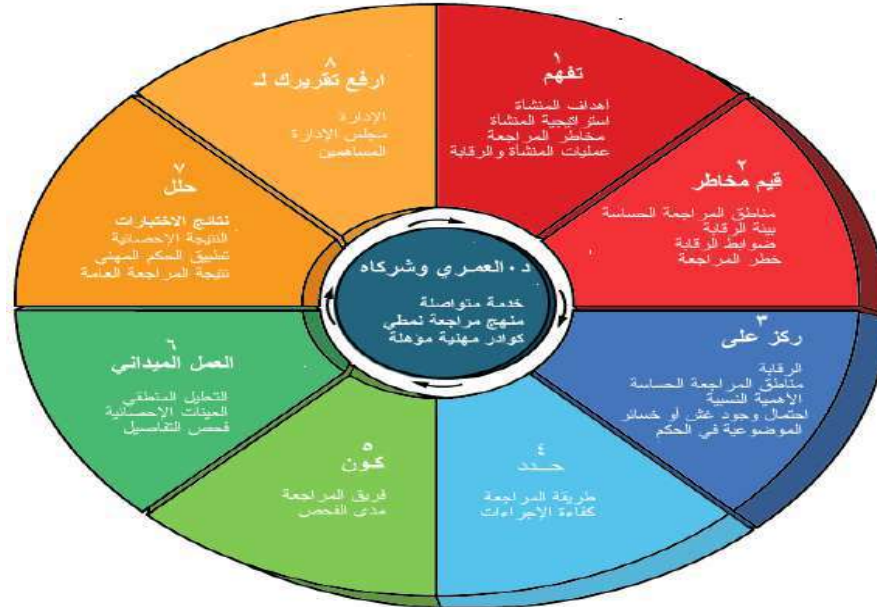 ١
تفهم
أهداف المنشأة
استراتيجية المنشأة
مخاطر المراجعة
عمليات المنشأة والرقابة
٢
قيم مخاطر
مناطق المراجعة الحساسة
بيئة الرقابة
ضوابط الرقابة
خطر المراجعة
٣
ركز على
الرقابة
مناطق المراجعة الحساسة
الأهمية النسبية
احتمال وجود غش أو خسائر
الموضوعية في الحكم
٤
حدد
طريقة المراجعة
كفاءة الإجراءات
٥
كون
فريق المراجعة
مدى الفحص
٦
العمل الميداني
التحليل المنطقي
العينات الإحصائية
فحص التفاصيل
٧
حلل
نتائج الاختبارات
النتيجة الإحصائية
تطبيق الحكم المهني
نتيجة المراجعة العامة
٨
ارفع تقريرك لـ
الإدارة
مجلس الإدارة
المساهمين
د. العمري وشركاه
خدمة متواصلة
منهج مراجعة نمطي
كوادر مهنية مؤهلة